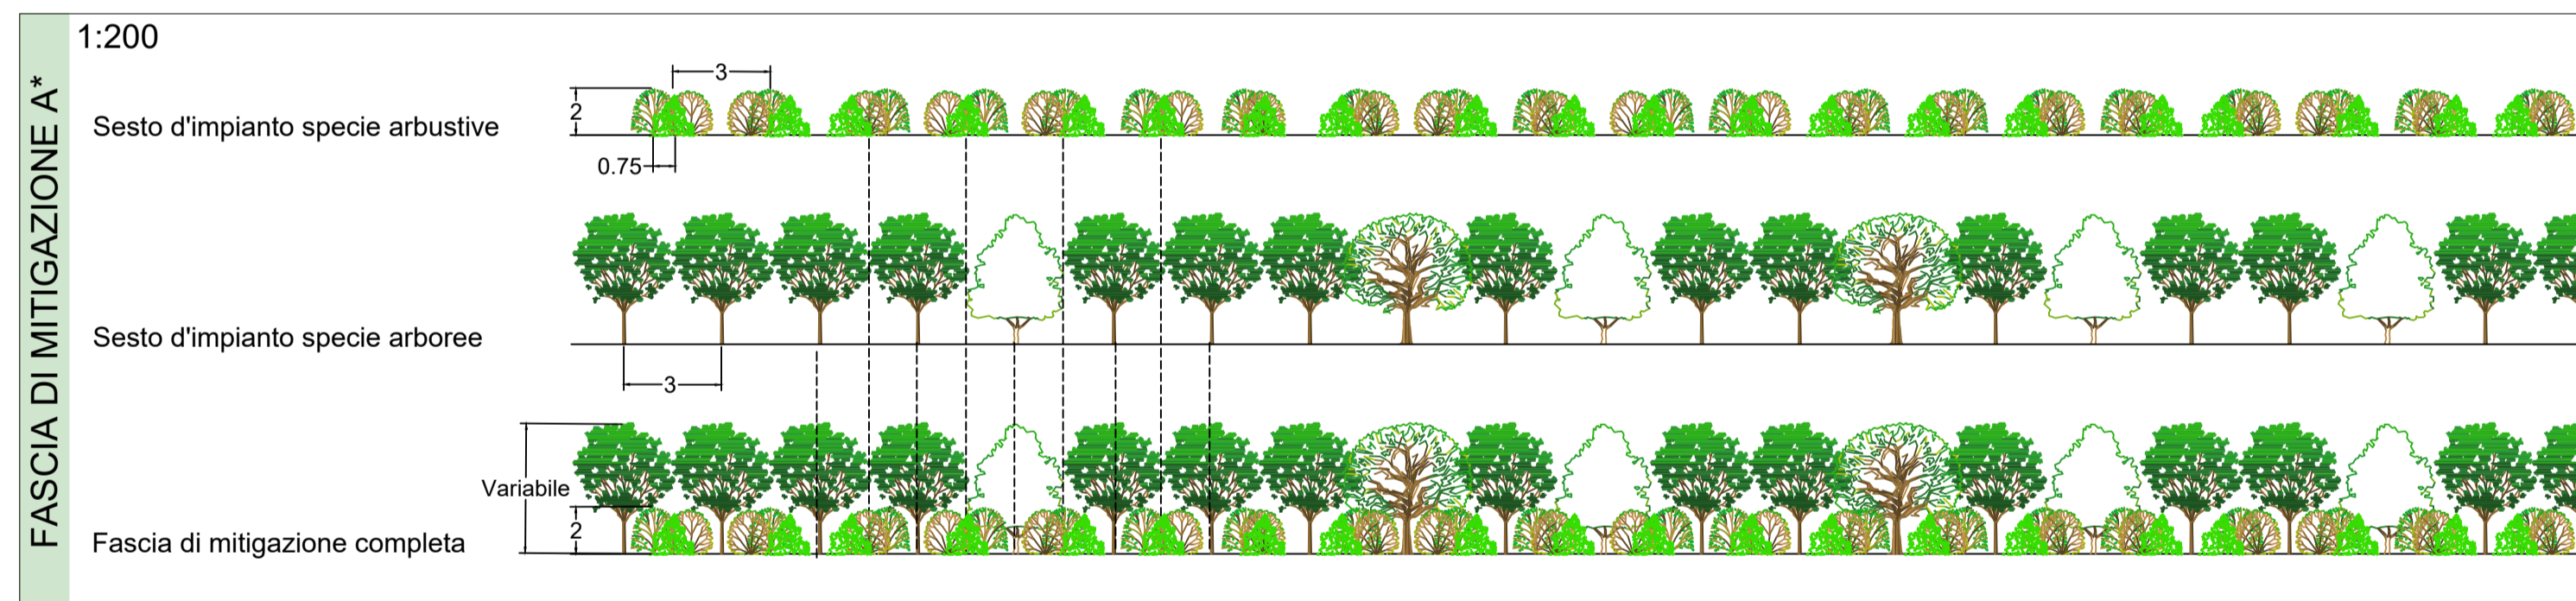 FASCIA DI MITIGAZIONE A*
1:200
3
2
Sesto d'impianto specie arbustive
0.75
Sesto d'impianto specie arboree
3
Variabile
2
Fascia di mitigazione completa